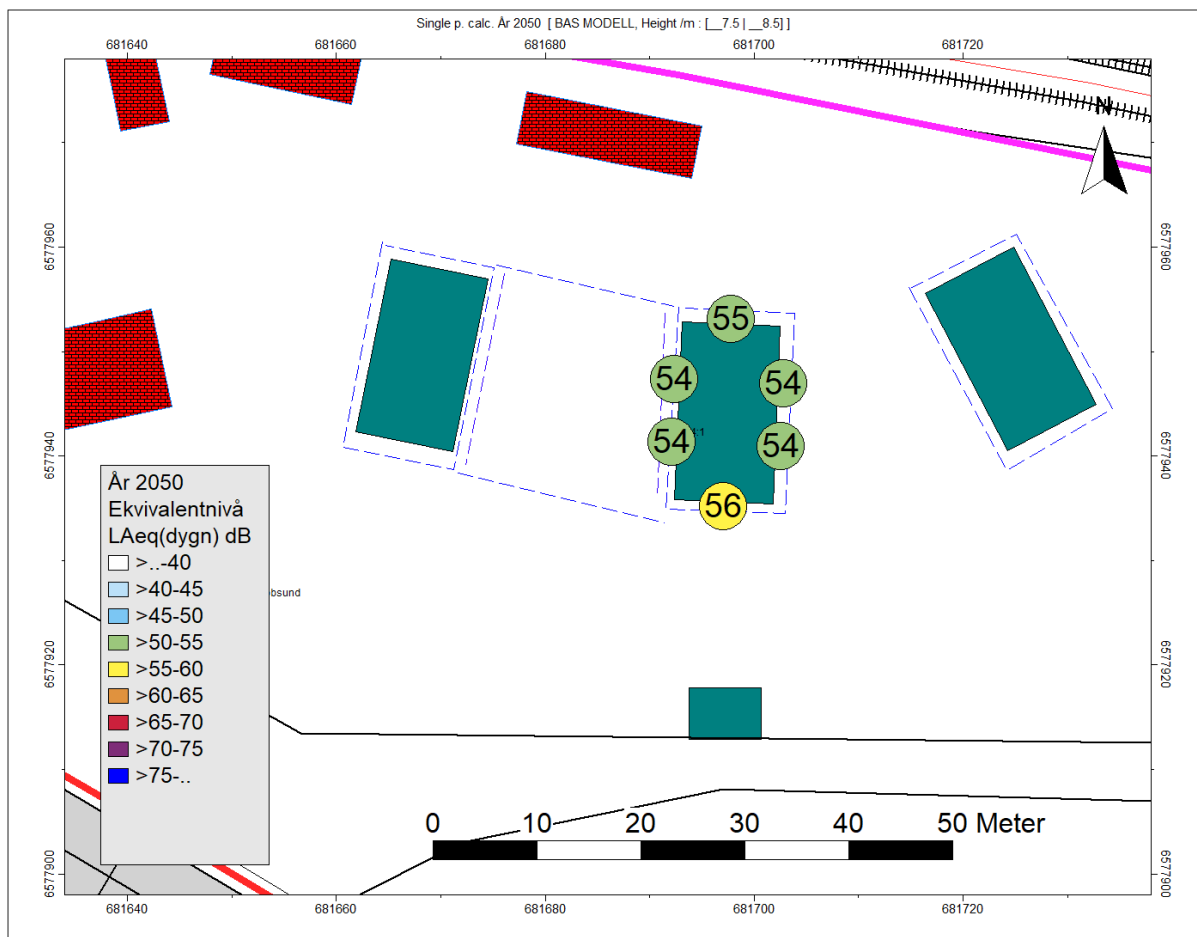 Single p. calc. År 2050 [ BAS MODELL, Height /m : [__7.5 | __8.5] ]
681640 681660 681680 681700 681720
N
6577960 6577960
55
54 54
:1
54 54
6577940 6577940
56
År 2050
Ekvivalentnivå
LAeq(dygn) dB
>..-40
>40-45
>45-50
>50-55
>55-60
>60-65
>65-70
>70-75
>75-..
obsund
6577920 6577920
0 10 20 30 40 50 Meter
6577900 6577900
681640 681660 681680 681700 681720